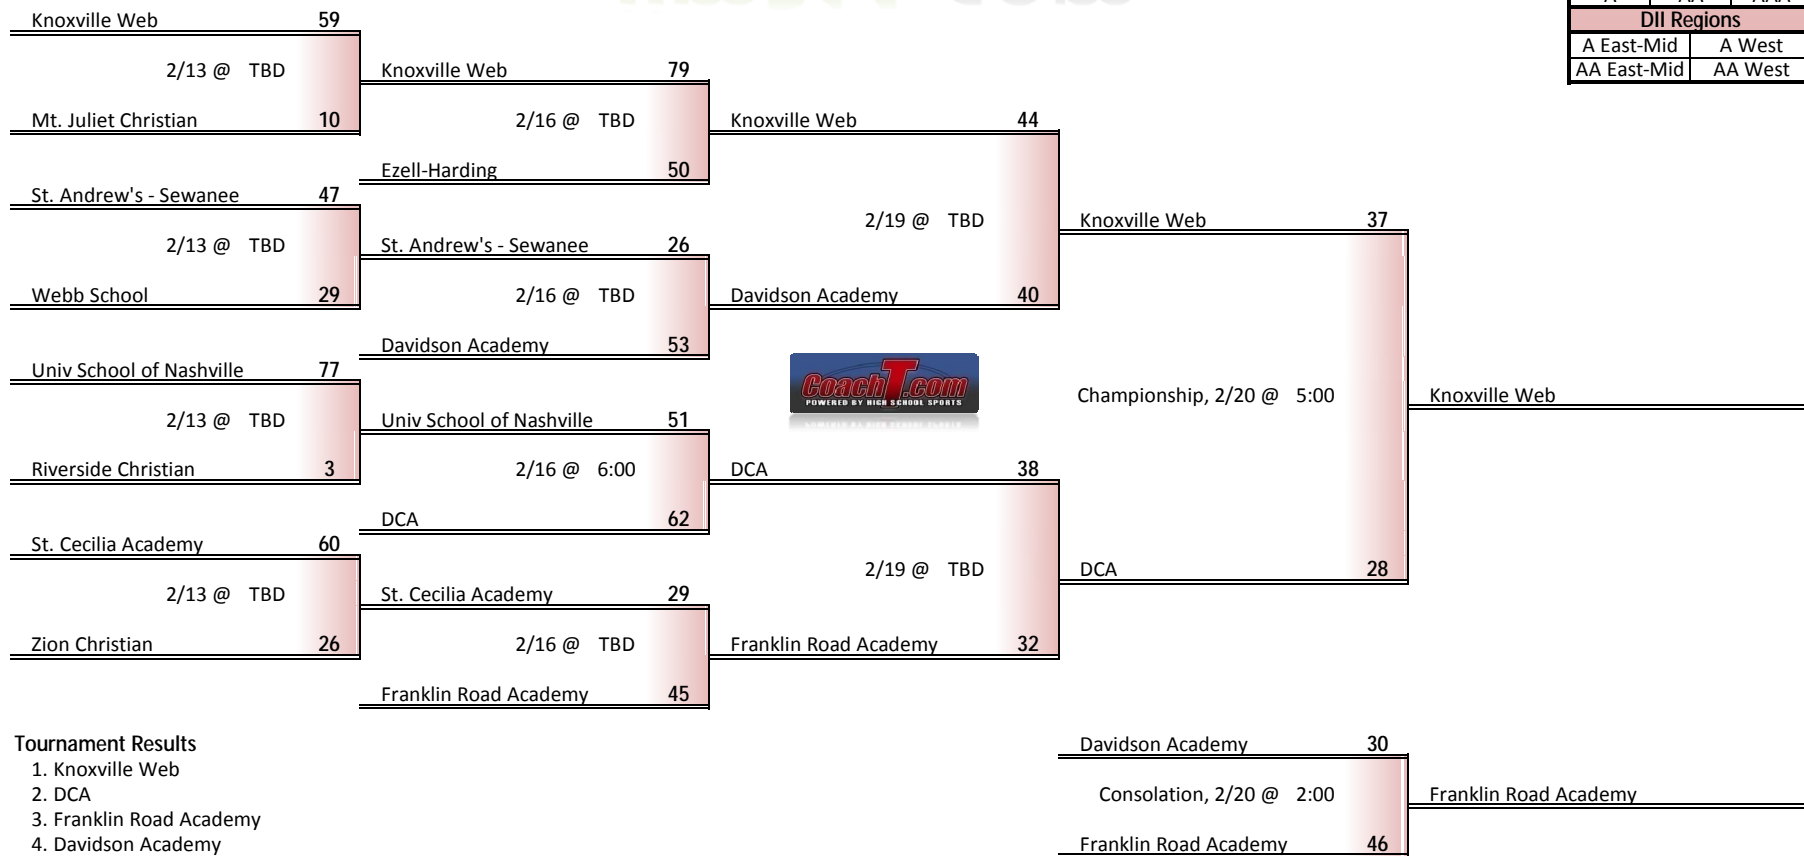 Knoxville Web 59
2/13 @ TBD
Mt. Juliet Christian 10
St. Andrew's - Sewanee 47
2/13 @ TBD
Webb School 29
Univ School of Nashville 77
2/13 @ TBD
Riverside Christian 3
St. Cecilia Academy 60
2/13 @ TBD
Zion Christian 26
Knoxville Web 79
2/16 @ TBD
Ezell-Harding 50
St. Andrew's - Sewanee 26
2/16 @ TBD
Davidson Academy 53
Univ School of Nashville 51
2/16 @ 6:00
DCA 62
St. Cecilia Academy 29
2/16 @ TBD
Franklin Road Academy 45
Knoxville Web 44
2/19 @ TBD
Davidson Academy 40
CoachT.com
POWERED BY HIGH SCHOOL SPORTS
DCA 38
2/19 @ TBD
Franklin Road Academy 32
Knoxville Web 37
Championship, 2/20 @ 5:00
DCA 28
Knoxville Web
DII Regions
A East-Mid A West
AA East-Mid AA West
Davidson Academy 30
Consolation, 2/20 @ 2:00
Franklin Road Academy 46
Franklin Road Academy
Tournament Results
1. Knoxville Web
2. DCA
3. Franklin Road Academy
4. Davidson Academy